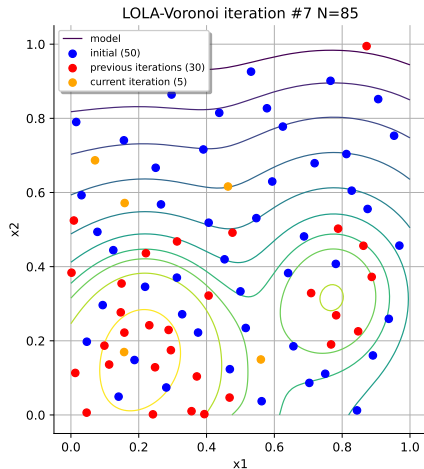 LOLA-Voronoi iteration #7 N=85
model
initial (50)
previous iterations (30)
current iteration (5)
1.0
0.8
0.6
0.4
0.2
0.0
x2
0.0 0.2 0.4 0.6 0.8 1.0
x1